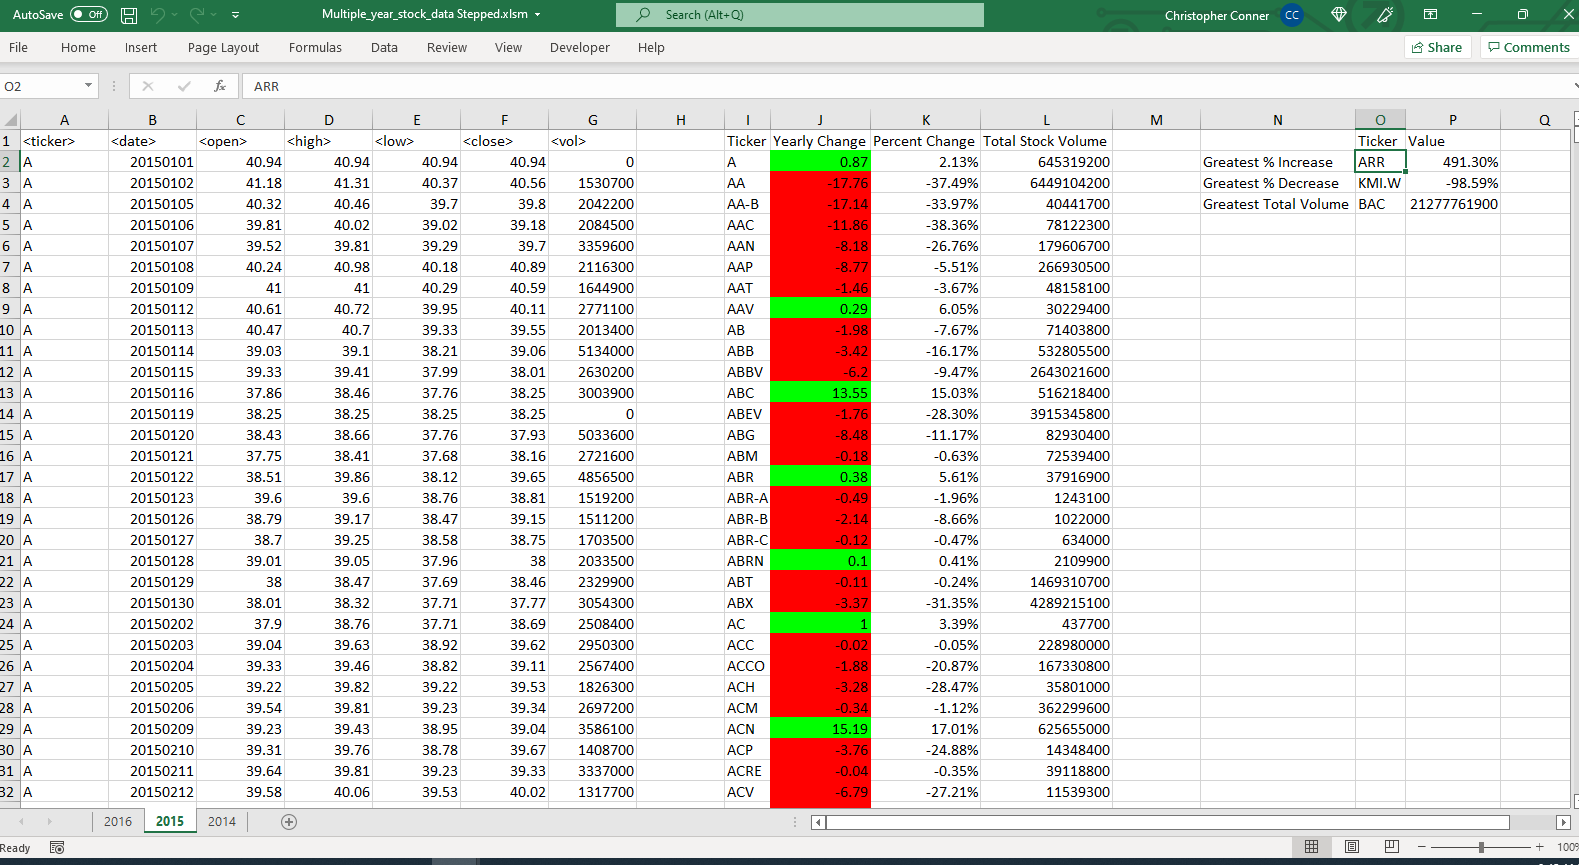 AutoSave Off Multiple_year_stock_data Stepped.xlsm Search (Alt+Q) Christopher Conner CC
File Home Insert Page Layout Formulas Data Review View Developer Help Share Comments
O2 fx ARR
A B C D E F G H I J K L M N O P Q
1 <ticker> <date> <open> <high> <low> <close> <vol> Ticker Yearly Change Percent Change Total Stock Volume Ticker Value
2 A 20150101 40.94 40.94 40.94 40.94 0 A 0.87 2.13% 645319200 Greatest % Increase ARR 491.30%
3 A 20150102 41.18 41.31 40.37 40.56 1530700 AA -17.76 -37.49% 6449104200 Greatest % Decrease KMI.W -98.59%
4 A 20150105 40.32 40.46 39.7 39.8 2042200 AA-B -17.14 -33.97% 40441700 Greatest Total Volume BAC 21277761900
5 A 20150106 39.81 40.02 39.02 39.18 2084500 AAC -11.86 -38.36% 78122300
6 A 20150107 39.52 39.81 39.29 39.7 3359600 AAN -8.18 -26.76% 179606700
7 A 20150108 40.24 40.98 40.18 40.89 2116300 AAP -8.77 -5.51% 266930500
8 A 20150109 41 41 40.29 40.59 1644900 AAT -1.46 -3.67% 48158100
9 A 20150112 40.61 40.72 39.95 40.11 2771100 AAV 0.29 6.05% 30229400
10 A 20150113 40.47 40.7 39.33 39.55 2013400 AB -1.98 -7.67% 71403800
11 A 20150114 39.03 39.1 38.21 39.06 5134000 ABB -3.42 -16.17% 532805500
12 A 20150115 39.33 39.41 37.99 38.01 2630200 ABBV -6.2 -9.47% 2643021600
13 A 20150116 37.86 38.46 37.76 38.25 3003900 ABC 13.55 15.03% 516218400
14 A 20150119 38.25 38.25 38.25 38.25 0 ABEV -1.76 -28.30% 3915345800
15 A 20150120 38.43 38.66 37.76 37.93 5033600 ABG -8.48 -11.17% 82930400
16 A 20150121 37.75 38.41 37.68 38.16 2721600 ABM -0.18 -0.63% 72539400
17 A 20150122 38.51 39.86 38.12 39.65 4856500 ABR 0.38 5.61% 37916900
18 A 20150123 39.6 39.6 38.76 38.81 1519200 ABR-A -0.49 -1.96% 1243100
19 A 20150126 38.79 39.17 38.47 39.15 1511200 ABR-B -2.14 -8.66% 1022000
20 A 20150127 38.7 39.25 38.58 38.75 1703500 ABR-C -0.12 -0.47% 634000
21 A 20150128 39.01 39.05 37.96 38 2033500 ABRN 0.1 0.41% 2109900
22 A 20150129 38 38.47 37.69 38.46 2329900 ABT -0.11 -0.24% 1469310700
23 A 20150130 38.01 38.32 37.71 37.77 3054300 ABX -3.37 -31.35% 4289215100
24 A 20150202 37.9 38.76 37.71 38.69 2508400 AC 1 3.39% 437700
25 A 20150203 39.04 39.63 38.92 39.62 2950300 ACC -0.02 -0.05% 228980000
26 A 20150204 39.33 39.46 38.82 39.11 2567400 ACCO -1.88 -20.87% 167330800
27 A 20150205 39.22 39.82 39.22 39.53 1826300 ACH -3.28 -28.47% 35801000
28 A 20150206 39.54 39.81 39.23 39.34 2697200 ACM -0.34 -1.12% 362299600
29 A 20150209 39.23 39.43 38.95 39.04 3586100 ACN 15.19 17.01% 625655000
30 A 20150210 39.31 39.76 38.78 39.67 1408700 ACP -3.76 -24.88% 14348400
31 A 20150211 39.64 39.81 39.23 39.33 3337000 ACRE -0.04 -0.35% 39118800
32 A 20150212 39.58 40.06 39.53 40.02 1317700 ACV -6.79 -27.21% 11539300
2016 2015 2014
Ready 100%